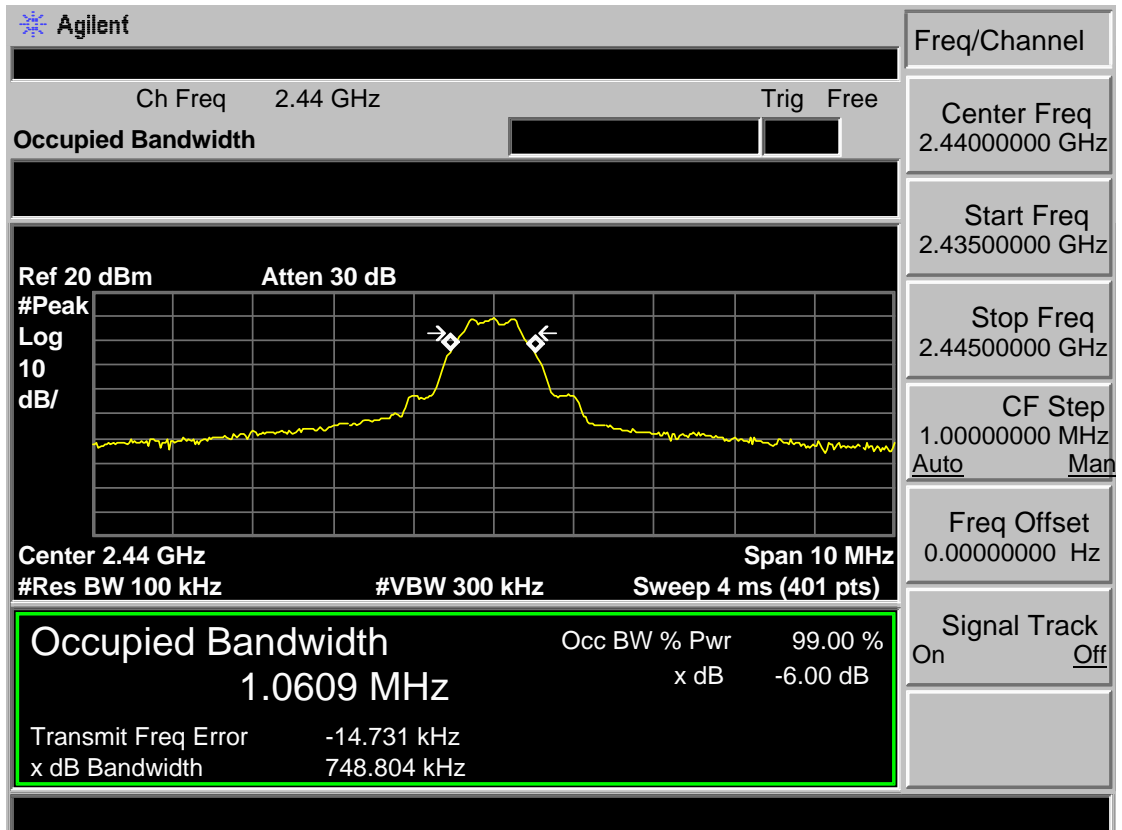 Agilent
Freq/Channel
Ch Freq 2.44 GHz Trig Free
Occupied Bandwidth
Center Freq
2.44000000 GHz
Start Freq
2.43500000 GHz
Stop Freq
2.44500000 GHz
CF Step
1.00000000 MHz
Auto Man
Freq Offset
0.00000000 Hz
Signal Track
On Off
Ref 20 dBm Atten 30 dB
#Peak
Log
10
dB/
Center 2.44 GHz Span 10 MHz
#Res BW 100 kHz #VBW 300 kHz Sweep 4 ms (401 pts)
Occupied Bandwidth
1.0609 MHz
Occ BW % Pwr 99.00 %
x dB -6.00 dB
Transmit Freq Error -14.731 kHz
x dB Bandwidth 748.804 kHz